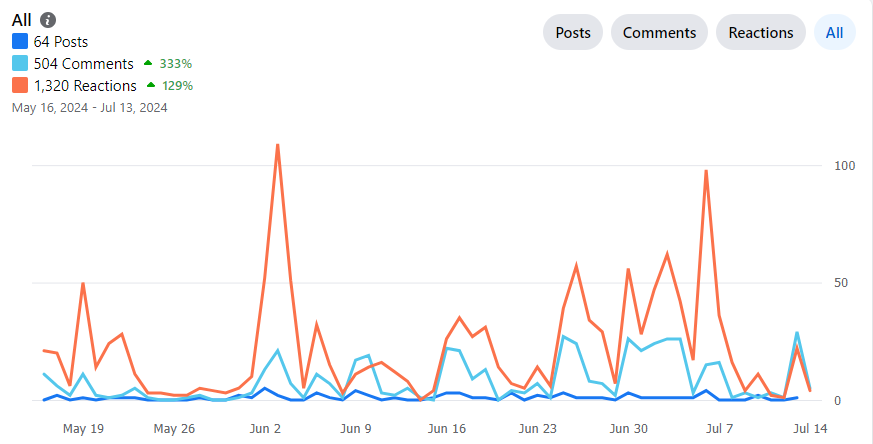 All
64 Posts
504 Comments 333%
1,320 Reactions 129%
May 16, 2024 - Jul 13, 2024
Posts Comments Reactions All
100
50
0
May 19 May 26 Jun 2 Jun 9 Jun 16 Jun 23 Jun 30 Jul 7 Jul 14